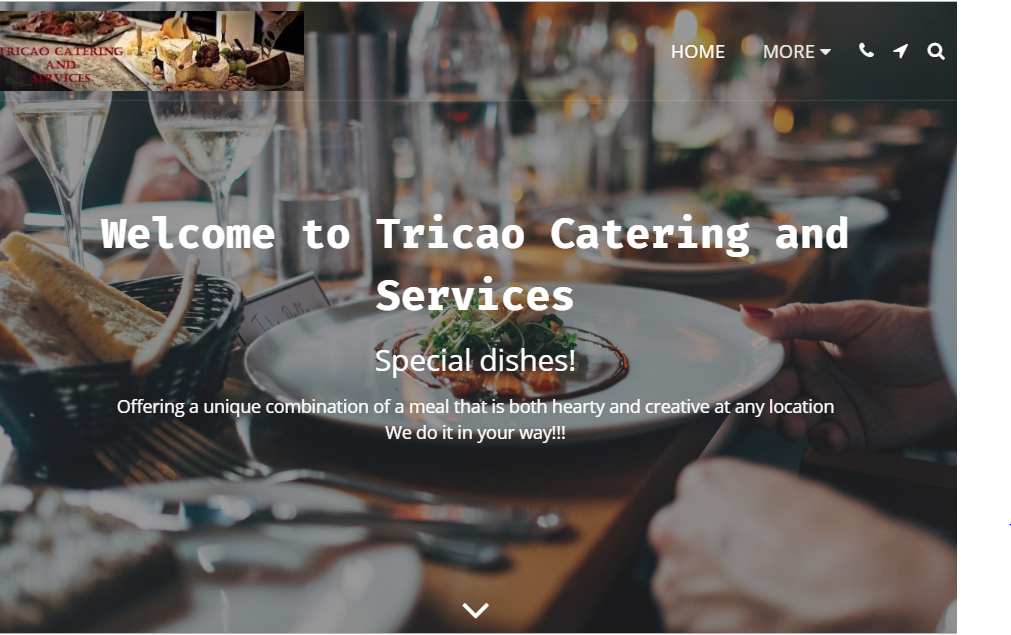 TRICAO CATERING
AND
SERVICES
HOME
MORE
Welcome to Tricao Catering and
Services
Special dishes!
Offering a unique combination of a meal that is both hearty and creative at any location
We do it in your way!!!